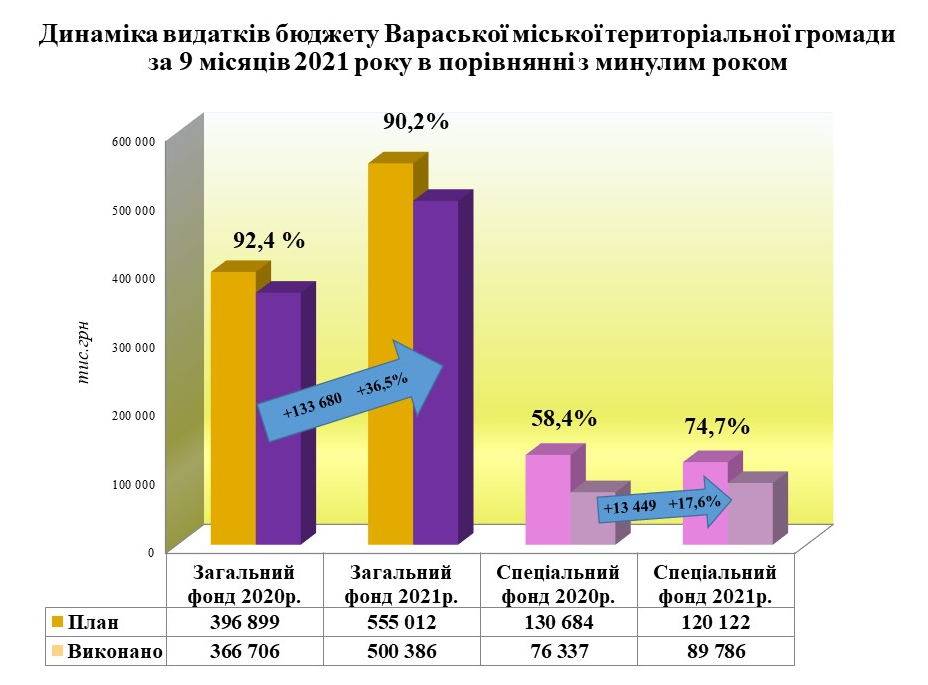 Динаміка видатків бюджету Вараської міської територіальної громади
за 9 місяців 2021 року в порівнянні з минулим роком
90,2%
600 000
500 000
92,4 %
400 000
300 000
тис.грн
+133 680 +36,5%
200 000
58,4%
74,7%
100 000
+13 449 +17,6%
0
Загальний фонд 2020р.
Загальний фонд 2021р.
Спеціальний фонд 2020р.
Спеціальний фонд 2021р.
План 396 899 555 012 130 684 120 122
Виконано 366 706 500 386 76 337 89 786